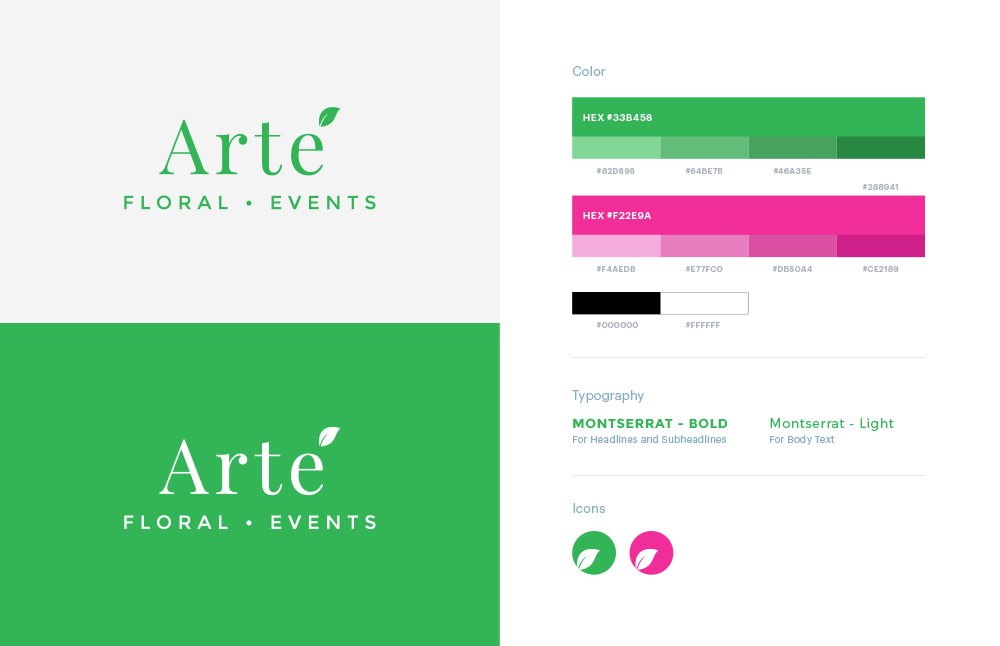 Arte
FLORAL • EVENTS
Arte
FLORAL • EVENTS
Color
HEX #33B458
#82D898 #64BE7B #46A35E
#288941
HEX #F22E9A
#F4AEDB #E77FC0 #DB50A4 #CE2189
#000000 #FFFFFF
Typography
MONTSERRAT - BOLD
For Headlines and Subheadlines
Montserrat - Light
For Body Text
Icons